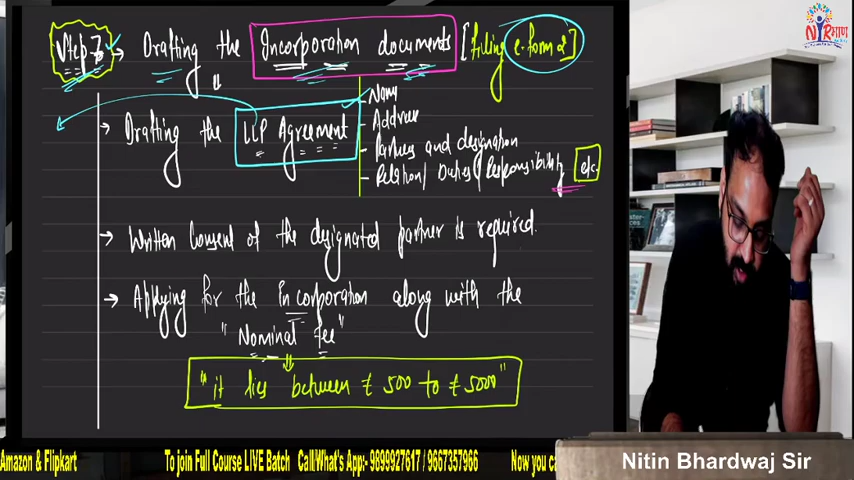 Step 3 → Drafting the Incorporation documents [filing e-form 2]
→ Drafting the LLP Agreement
- Name
- Address
- Partners and designation
- Relation/ Duties/ Responsibility etc.
→ Written Consent of the designated partner is required.
→ Applying for the Incorporation along with the
"Nominal Fee"
"it lies between ₹ 500 to ₹ 5000"
Amazon & Flipkart To join Full Course LIVE Batch Call/What's App:- 9899927617 / 9667357966 Now you ca
Nitin Bhardwaj Sir